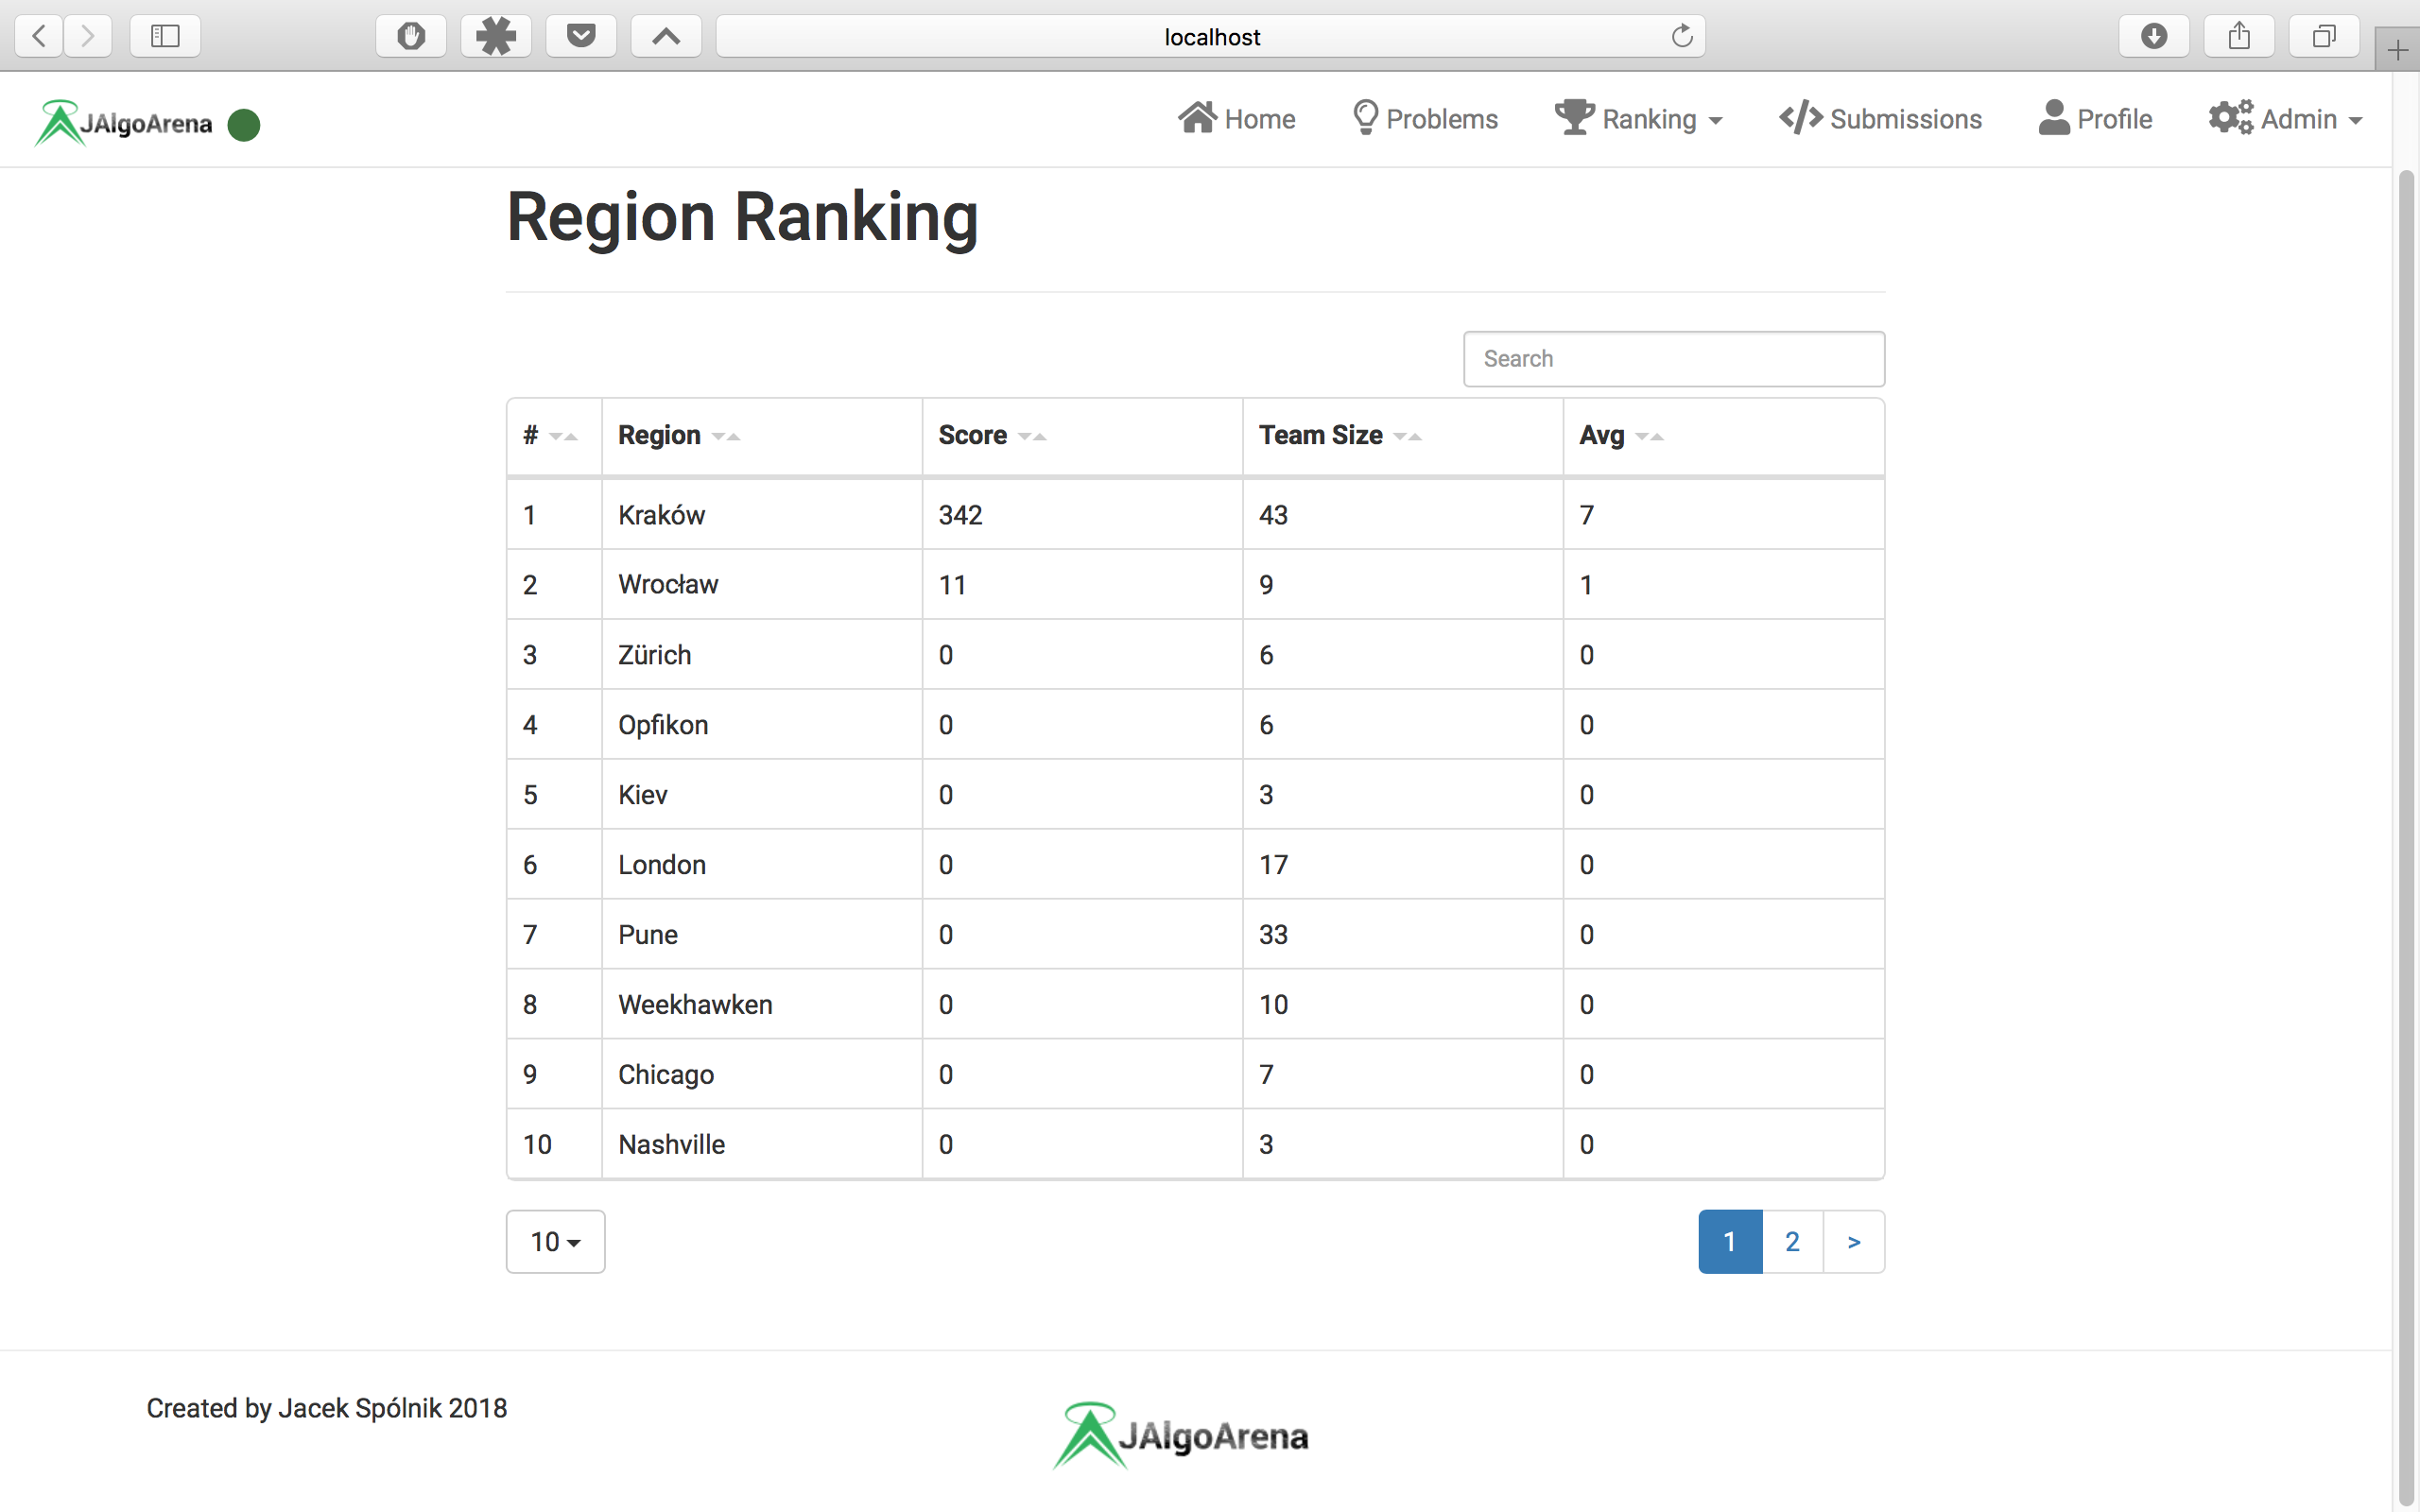 localhost
JAlgoArena Home Problems Ranking Submissions Profile Admin
Region Ranking
Search
# Region Score Team Size Avg
1 Kraków 342 43 7
2 Wrocław 11 9 1
3 Zürich 0 6 0
4 Opfikon 0 6 0
5 Kiev 0 3 0
6 London 0 17 0
7 Pune 0 33 0
8 Weekhawken 0 10 0
9 Chicago 0 7 0
10 Nashville 0 3 0
10 1 2 >
Created by Jacek Spólnik 2018
JAlgoArena